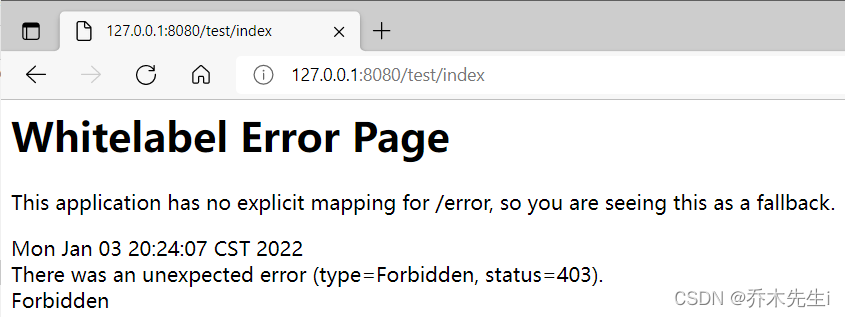 127.0.0.1:8080/test/index
127.0.0.1:8080/test/index
Whitelabel Error Page
This application has no explicit mapping for /error, so you are seeing this as a fallback.
Mon Jan 03 20:24:07 CST 2022
There was an unexpected error (type=Forbidden, status=403).
Forbidden
CSDN @乔木先生i